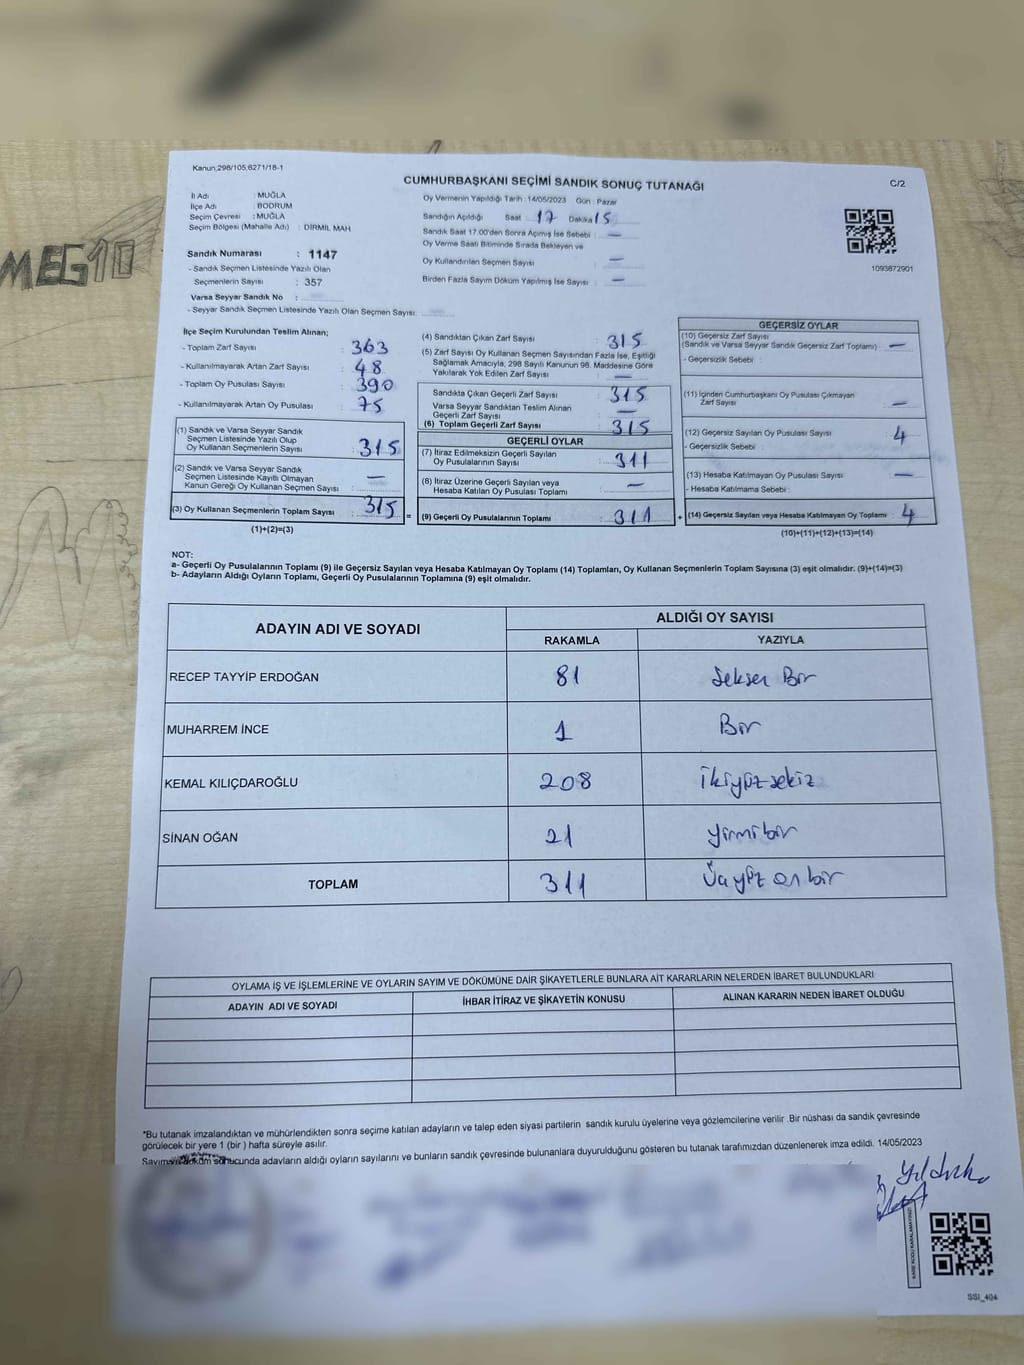 Kanun;298/105,6271/18-1
CUMHURBAŞKANI SEÇİMİ SANDIK SONUÇ TUTANAĞI
C/2
İl Adı : MUĞLA
İlçe Adı : BODRUM
Seçim Çevresi : MUĞLA
Seçim Bölgesi (Mahalle Adı) : DİRMİL MAH
Sandık Numarası : 1147
- Sandık Seçmen Listesinde Yazılı Olan
Seçmenlerin Sayısı : 357
Varsa Seyyar Sandık No :
- Seyyar Sandık Seçmen Listesinde Yazılı Olan Seçmen Sayısı:
Oy Vermenin Yapıldığı Tarih : 14/05/2023 Gün : Pazar
Sandığın Açıldığı Saat 17 Dakika 15
Sandık Saat 17.00'den Sonra Açımış İse Sebebi : —
Oy Verme Saati Bitiminde Sırada Bekleyen ve
Oy Kullandırılan Seçmen Sayısı : —
Birden Fazla Sayım Döküm Yapılmış İse Sayısı : —
1093872901
MEG10
İlçe Seçim Kurulundan Teslim Alınan;
- Toplam Zarf Sayısı : 363
- Kullanılmayarak Artan Zarf Sayısı : 48
- Toplam Oy Pusulası Sayısı : 390
- Kullanılmayarak Artan Oy Pusulası : 75
(1) Sandık ve Varsa Seyyar Sandık
Seçmen Listesinde Yazılı Olup
Oy Kullanan Seçmenlerin Sayısı : 315
(2) Sandık ve Varsa Seyyar Sandık
Seçmen Listesinde Kayıtlı Olmayan
Kanun Gereği Oy Kullanan Seçmen Sayısı : —
(3) Oy Kullanan Seçmenlerin Toplam Sayısı : 315
(1)+(2)=(3)
(4) Sandıktan Çıkan Zarf Sayısı : 315
(5) Zarf Sayısı Oy Kullanan Seçmen Sayısından Fazla İse, Eşitliği
Sağlamak Amacıyla, 298 Sayılı Kanunun 98. Maddesine Göre
Yakılarak Yok Edilen Zarf Sayısı : —
Sandıkta Çıkan Geçerli Zarf Sayısı : 315
Varsa Seyyar Sandıktan Teslim Alınan
Geçerli Zarf Sayısı : —
(6) Toplam Geçerli Zarf Sayısı : 315
GEÇERLİ OYLAR
(7) İtiraz Edilmeksizin Geçerli Sayılan
Oy Pusulalarının Sayısı : 311
(8) İtiraz Üzerine Geçerli Sayılan veya
Hesaba Katılan Oy Pusulası Toplamı : —
= (9) Geçerli Oy Pusulalarının Toplamı : 311
GEÇERSİZ OYLAR
(10) Geçersiz Zarf Sayısı
(Sandık ve Varsa Seyyar Sandık Geçersiz Zarf Toplamı) : —
- Geçersizlik Sebebi :
(11) İçinden Cumhurbaşkanı Oy Pusulası Çıkmayan
Zarf Sayısı : —
(12) Geçersiz Sayılan Oy Pusulası Sayısı : 4
- Geçersizlik Sebebi :
(13) Hesaba Katılmayan Oy Pusulası Sayısı : —
- Hesaba Katılmama Sebebi :
+ (14) Geçersiz Sayılan veya Hesaba Katılmayan Oy Toplamı : 4
(10)+(11)+(12)+(13)=(14)
NOT:
a- Geçerli Oy Pusulalarının Toplamı (9) ile Geçersiz Sayılan veya Hesaba Katılmayan Oy Toplamı (14) Toplamları, Oy Kullanan Seçmenlerin Toplam Sayısına (3) eşit olmalıdır. (9)+(14)=(3)
b- Adayların Aldığı Oyların Toplamı, Geçerli Oy Pusulalarının Toplamına (9) eşit olmalıdır.
ADAYIN ADI VE SOYADI
ALDIĞI OY SAYISI
RAKAMLA YAZIYLA
RECEP TAYYİP ERDOĞAN 81 Seksen Bir
MUHARREM İNCE 1 Bir
KEMAL KILIÇDAROĞLU 208 İkiyüz sekiz
SİNAN OĞAN 21 yirmi bir
TOPLAM 311 Üçyüz on bir
OYLAMA İŞ VE İŞLEMLERİNE VE OYLARIN SAYIM VE DÖKÜMÜNE DAİR ŞİKAYETLERLE BUNLARA AİT KARARLARIN NELERDEN İBARET BULUNDUKLARI
ADAYIN ADI VE SOYADI İHBAR İTİRAZ VE ŞİKAYETİN KONUSU ALINAN KARARIN NEDEN İBARET OLDUĞU
*Bu tutanak imzalandıktan ve mühürlendikten sonra seçime katılan adayların ve talep eden siyasi partilerin sandık kurulu üyelerine veya gözlemcilerine verilir. Bir nüshası da sandık çevresinde
görülecek bir yere 1 (bir) hafta süreyle asılır.
Sayım ve döküm sonucunda adayların aldığı oyların sayılarını ve bunların sandık çevresinde bulunanlara duyurulduğunu gösteren bu tutanak tarafımızdan düzenlenerek imza edildi. 14/05/2023
KARE KODU KARALAMAYINIZ
SSI_404